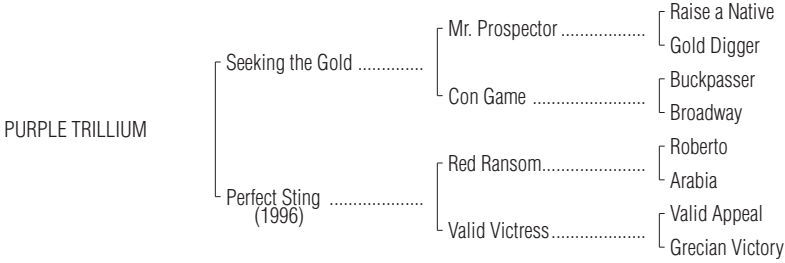 Raise a Native
Mr. Prospector ...................
Gold Digger
Seeking the Gold ..............
Buckpasser
Con Game ........................
Broadway
PURPLE TRILLIUM
Roberto
Red Ransom......................
Arabia
Perfect Sting ....................
(1996)
Valid Appeal
Valid Victress....................
Grecian Victory